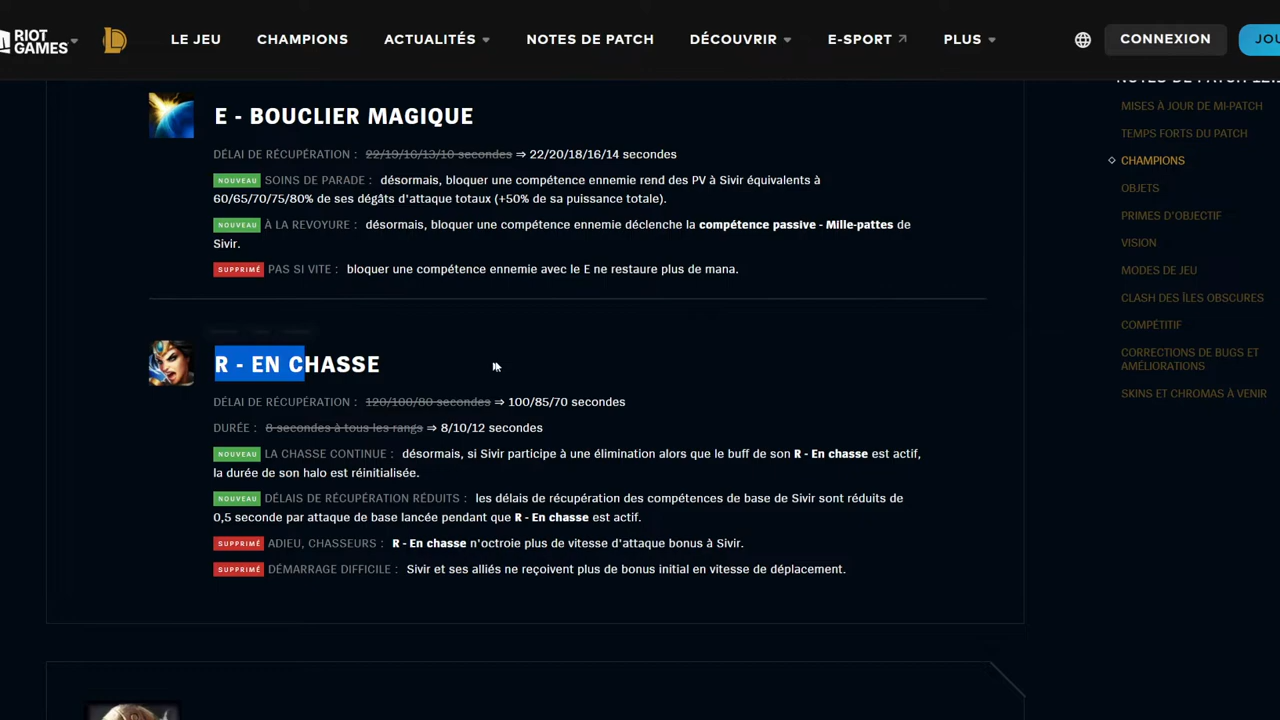 RIOT GAMES
LE JEU
CHAMPIONS
ACTUALITÉS
NOTES DE PATCH
DÉCOUVRIR
E-SPORT
PLUS
CONNEXION
E - BOUCLIER MAGIQUE
DÉLAI DE RÉCUPÉRATION : 22/19/16/13/10 secondes ⇒ 22/20/18/16/14 secondes
NOUVEAU SOINS DE PARADE : désormais, bloquer une compétence ennemie rend des PV à Sivir équivalents à
60/65/70/75/80% de ses dégâts d'attaque totaux (+50% de sa puissance totale).
NOUVEAU À LA REVOYURE : désormais, bloquer une compétence ennemie déclenche la compétence passive - Mille-pattes de
Sivir.
SUPPRIMÉ PAS SI VITE : bloquer une compétence ennemie avec le E ne restaure plus de mana.
R - EN CHASSE
DÉLAI DE RÉCUPÉRATION : 120/100/80 secondes ⇒ 100/85/70 secondes
DURÉE : 8 secondes à tous les rangs ⇒ 8/10/12 secondes
NOUVEAU LA CHASSE CONTINUE : désormais, si Sivir participe à une élimination alors que le buff de son R - En chasse est actif,
la durée de son halo est réinitialisée.
NOUVEAU DÉLAIS DE RÉCUPÉRATION RÉDUITS : les délais de récupération des compétences de base de Sivir sont réduits de
0,5 seconde par attaque de base lancée pendant que R - En chasse est actif.
SUPPRIMÉ ADIEU, CHASSEURS : R - En chasse n'octroie plus de vitesse d'attaque bonus à Sivir.
SUPPRIMÉ DÉMARRAGE DIFFICILE : Sivir et ses alliés ne reçoivent plus de bonus initial en vitesse de déplacement.
NOTES DE PATCH
MISES À JOUR DE MI-PATCH
TEMPS FORTS DU PATCH
CHAMPIONS
OBJETS
PRIMES D'OBJECTIF
VISION
MODES DE JEU
CLASH DES ÎLES OBSCURES
COMPÉTITIF
CORRECTIONS DE BUGS ET
AMÉLIORATIONS
SKINS ET CHROMAS À VENIR